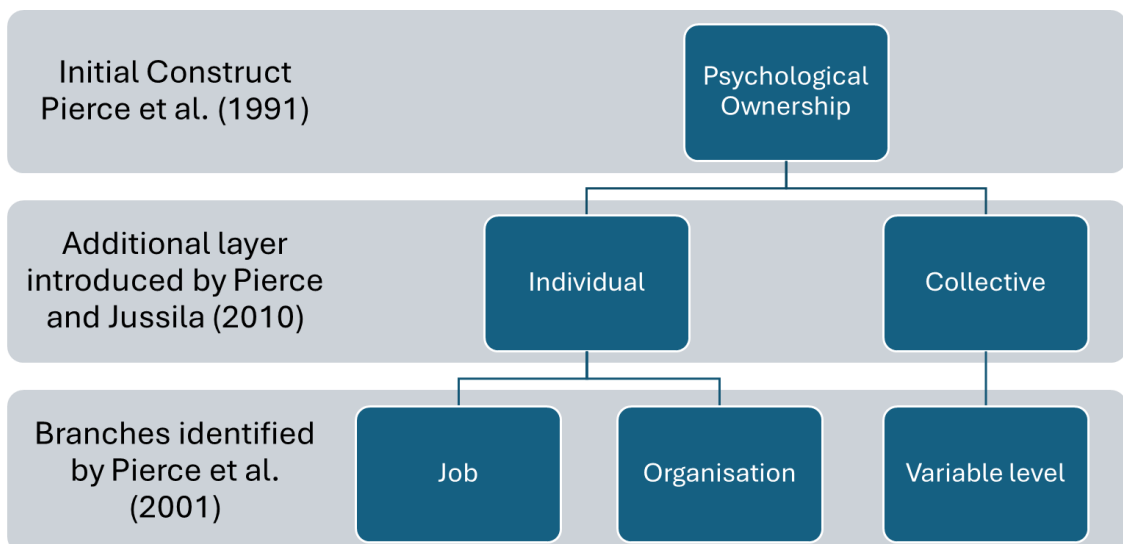 Initial Construct
Pierce et al. (1991)
Psychological
Ownership
Additional layer
introduced by Pierce
and Jussila (2010)
Individual
Collective
Branches identified
by Pierce et al.
(2001)
Job
Organisation
Variable level